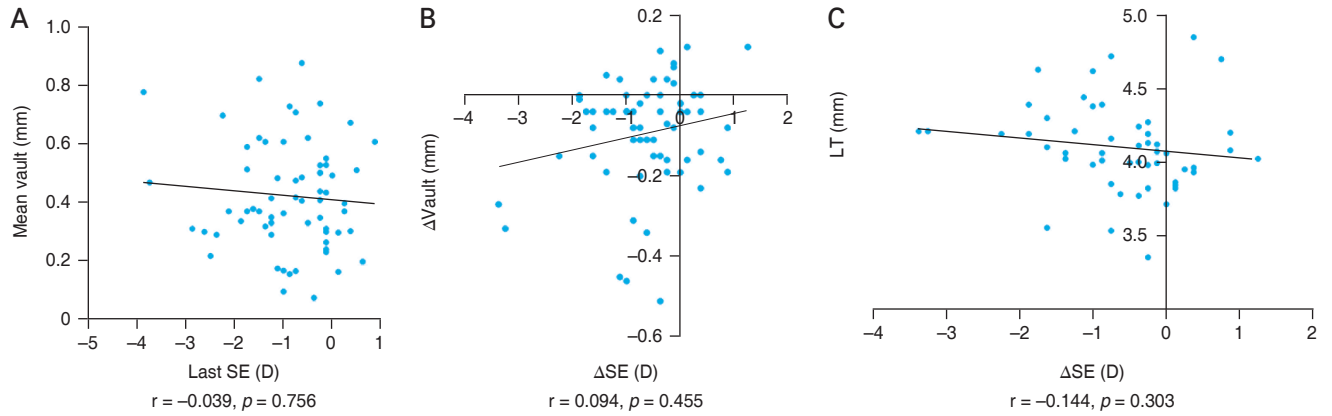 A
Mean vault (mm)
1.0
0.8
0.6
0.4
0.2
0
–5 –4 –3 –2 –1 0 1
Last SE (D)
r = –0.039, p = 0.756
B
ΔVault (mm)
0.2
–4 –3 –2 –1 0 1 2
–0.2
–0.4
–0.6
ΔSE (D)
r = 0.094, p = 0.455
C
LT (mm)
5.0
4.5
4.0
3.5
–4 –3 –2 –1 0 1 2
ΔSE (D)
r = –0.144, p = 0.303